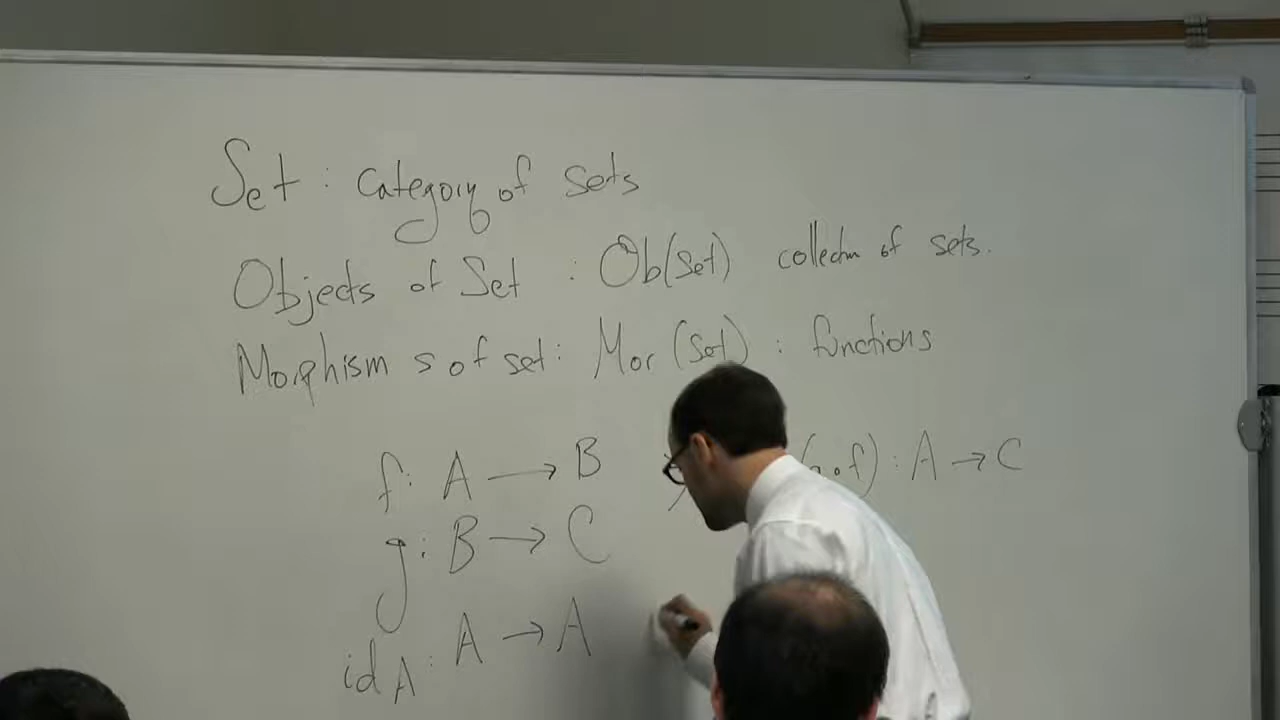 Set : Category of sets
Objects of Set : Ob(Set) collectn of sets.
Morphism s of set : Mor (Set) : functions
f : A → B (g∘f) : A → C
g : B → C
id A : A → A